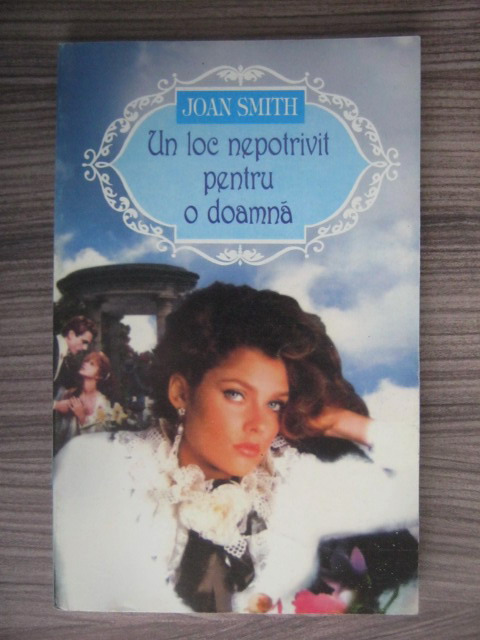 JOAN SMITH
Un loc nepotrivit
pentru
o doamnă